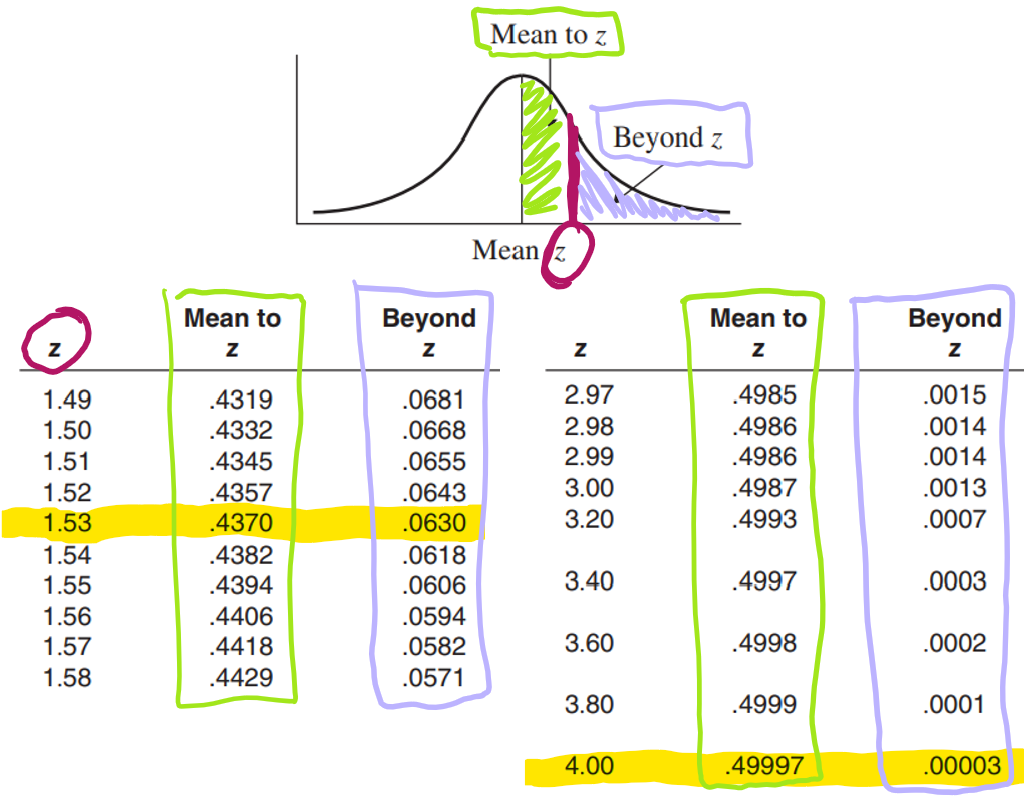 Mean to z
Beyond z
Mean z
z Mean to z Beyond z
1.49 .4319 .0681
1.50 .4332 .0668
1.51 .4345 .0655
1.52 .4357 .0643
1.53 .4370 .0630
1.54 .4382 .0618
1.55 .4394 .0606
1.56 .4406 .0594
1.57 .4418 .0582
1.58 .4429 .0571
z Mean to z Beyond z
2.97 .4985 .0015
2.98 .4986 .0014
2.99 .4986 .0014
3.00 .4987 .0013
3.20 .4993 .0007
3.40 .4997 .0003
3.60 .4998 .0002
3.80 .4999 .0001
4.00 .49997 .00003